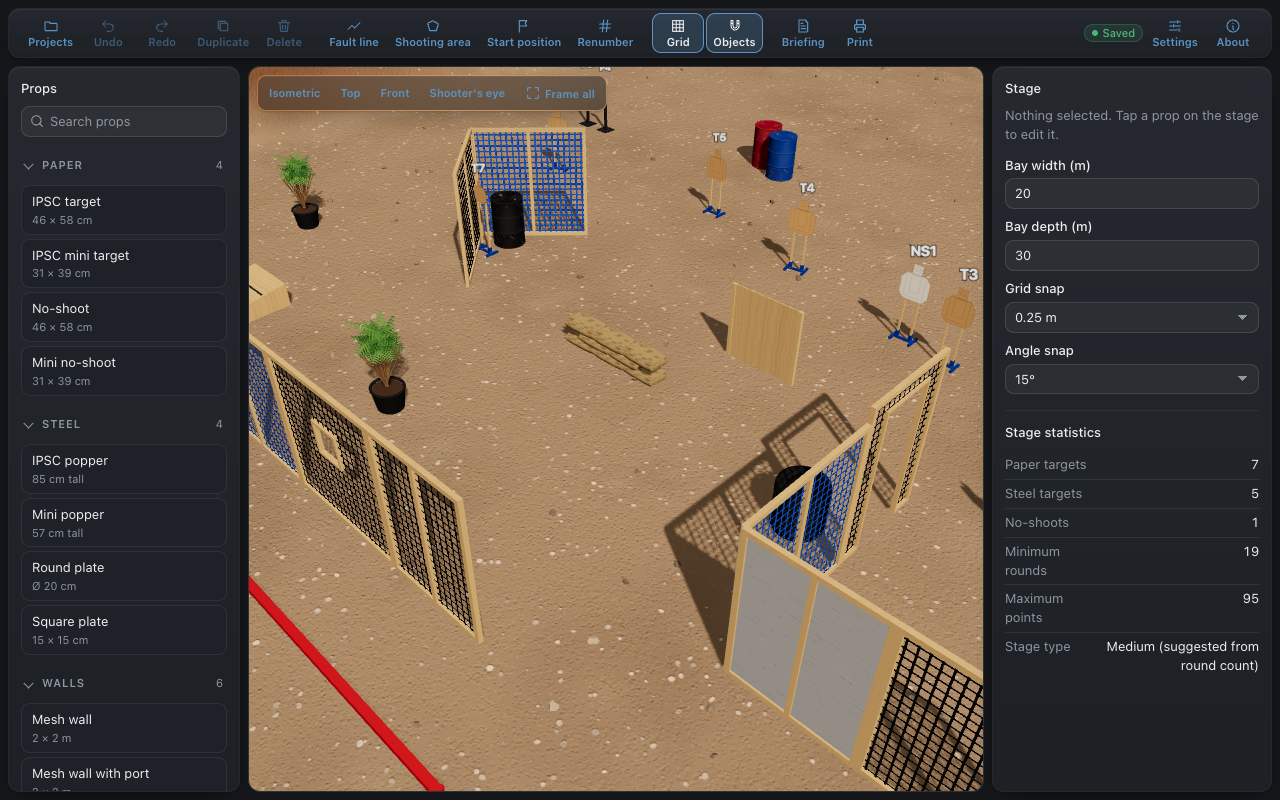 Projects
Undo
Redo
Duplicate
Delete
Fault line
Shooting area
Start position
Renumber
Grid
Objects
Briefing
Print
Saved
Settings
About
Props
Search props
PAPER 4
IPSC target
46 × 58 cm
IPSC mini target
31 × 39 cm
No-shoot
46 × 58 cm
Mini no-shoot
31 × 39 cm
STEEL 4
IPSC popper
85 cm tall
Mini popper
57 cm tall
Round plate
Ø 20 cm
Square plate
15 × 15 cm
WALLS 6
Mesh wall
2 × 2 m
Mesh wall with port
Isometric
Top
Front
Shooter's eye
Frame all
T5
T7
T4
NS1
T3
Stage
Nothing selected. Tap a prop on the stage
to edit it.
Bay width (m)
20
Bay depth (m)
30
Grid snap
0.25 m
Angle snap
15°
Stage statistics
Paper targets 7
Steel targets 5
No-shoots 1
Minimum 19
rounds
Maximum 95
points
Stage type Medium (suggested from
round count)